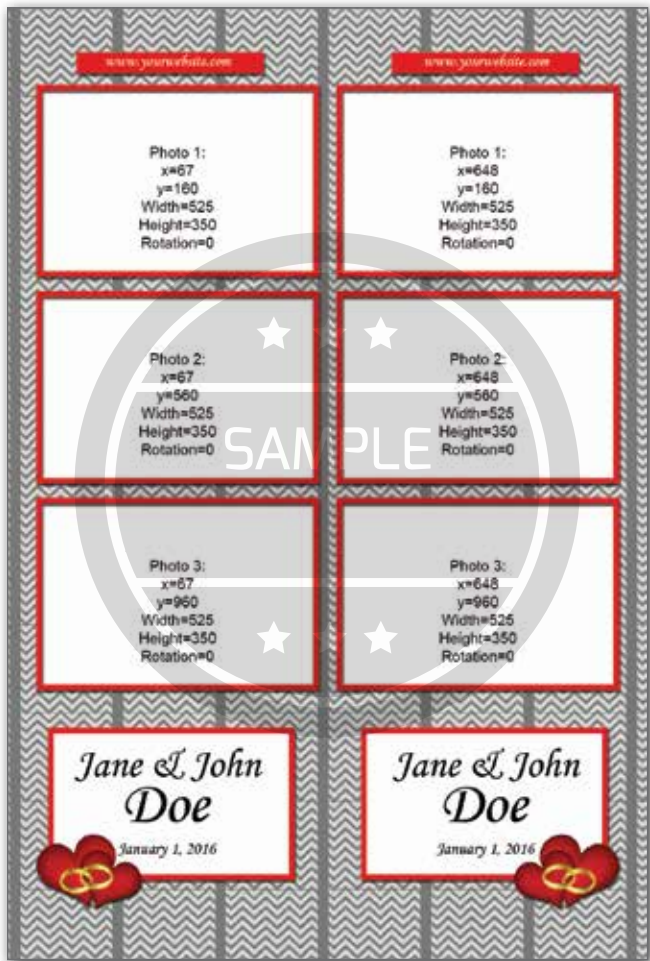 www.yourwebsite.com
www.yourwebsite.com
Photo 1:
x=67
y=160
Width=525
Height=350
Rotation=0
Photo 1:
x=648
y=160
Width=525
Height=350
Rotation=0
Photo 2:
x=67
y=560
Width=525
Height=350
Rotation=0
Photo 2:
x=648
y=560
Width=525
Height=350
Rotation=0
SAMPLE
Photo 3:
x=67
y=960
Width=525
Height=350
Rotation=0
Photo 3:
x=648
y=960
Width=525
Height=350
Rotation=0
Jane & John
Doe
January 1, 2016
Jane & John
Doe
January 1, 2016